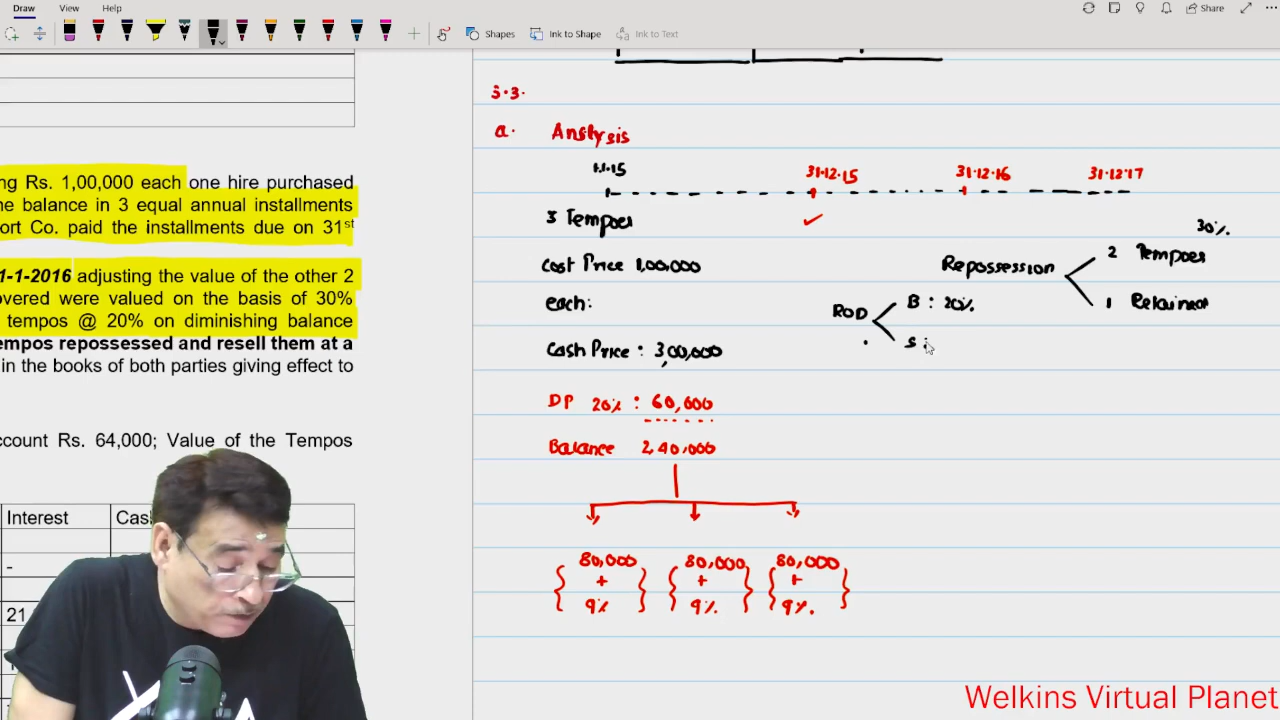 Draw View Help
Share
Shapes Ink to Shape Ink to Text
ng Rs. 1,00,000 each one hire purchased
ne balance in 3 equal annual installments
ort Co. paid the installments due on 31st
1-1-2016 adjusting the value of the other 2
overed were valued on the basis of 30%
tempos @ 20% on diminishing balance
empos repossessed and resell them at a
in the books of both parties giving effect to
ccount Rs. 64,000; Value of the Tempos
Interest Cas
-
21
5.3.
a. Analysis
1.1.15 31.12.15 31.12.16 31.12.17
3 Tempoes
30%.
Cost Price 1,00,000
Repossession 2 Tempoes
1 Retained
each:
ROD B : 20%.
S :
Cash Price : 3,00,000
DP 20% : 60,000
Balance 2,40,000
80,000 80,000 80,000
+ + +
9% 9%. 9%.
Welkins Virtual Planet